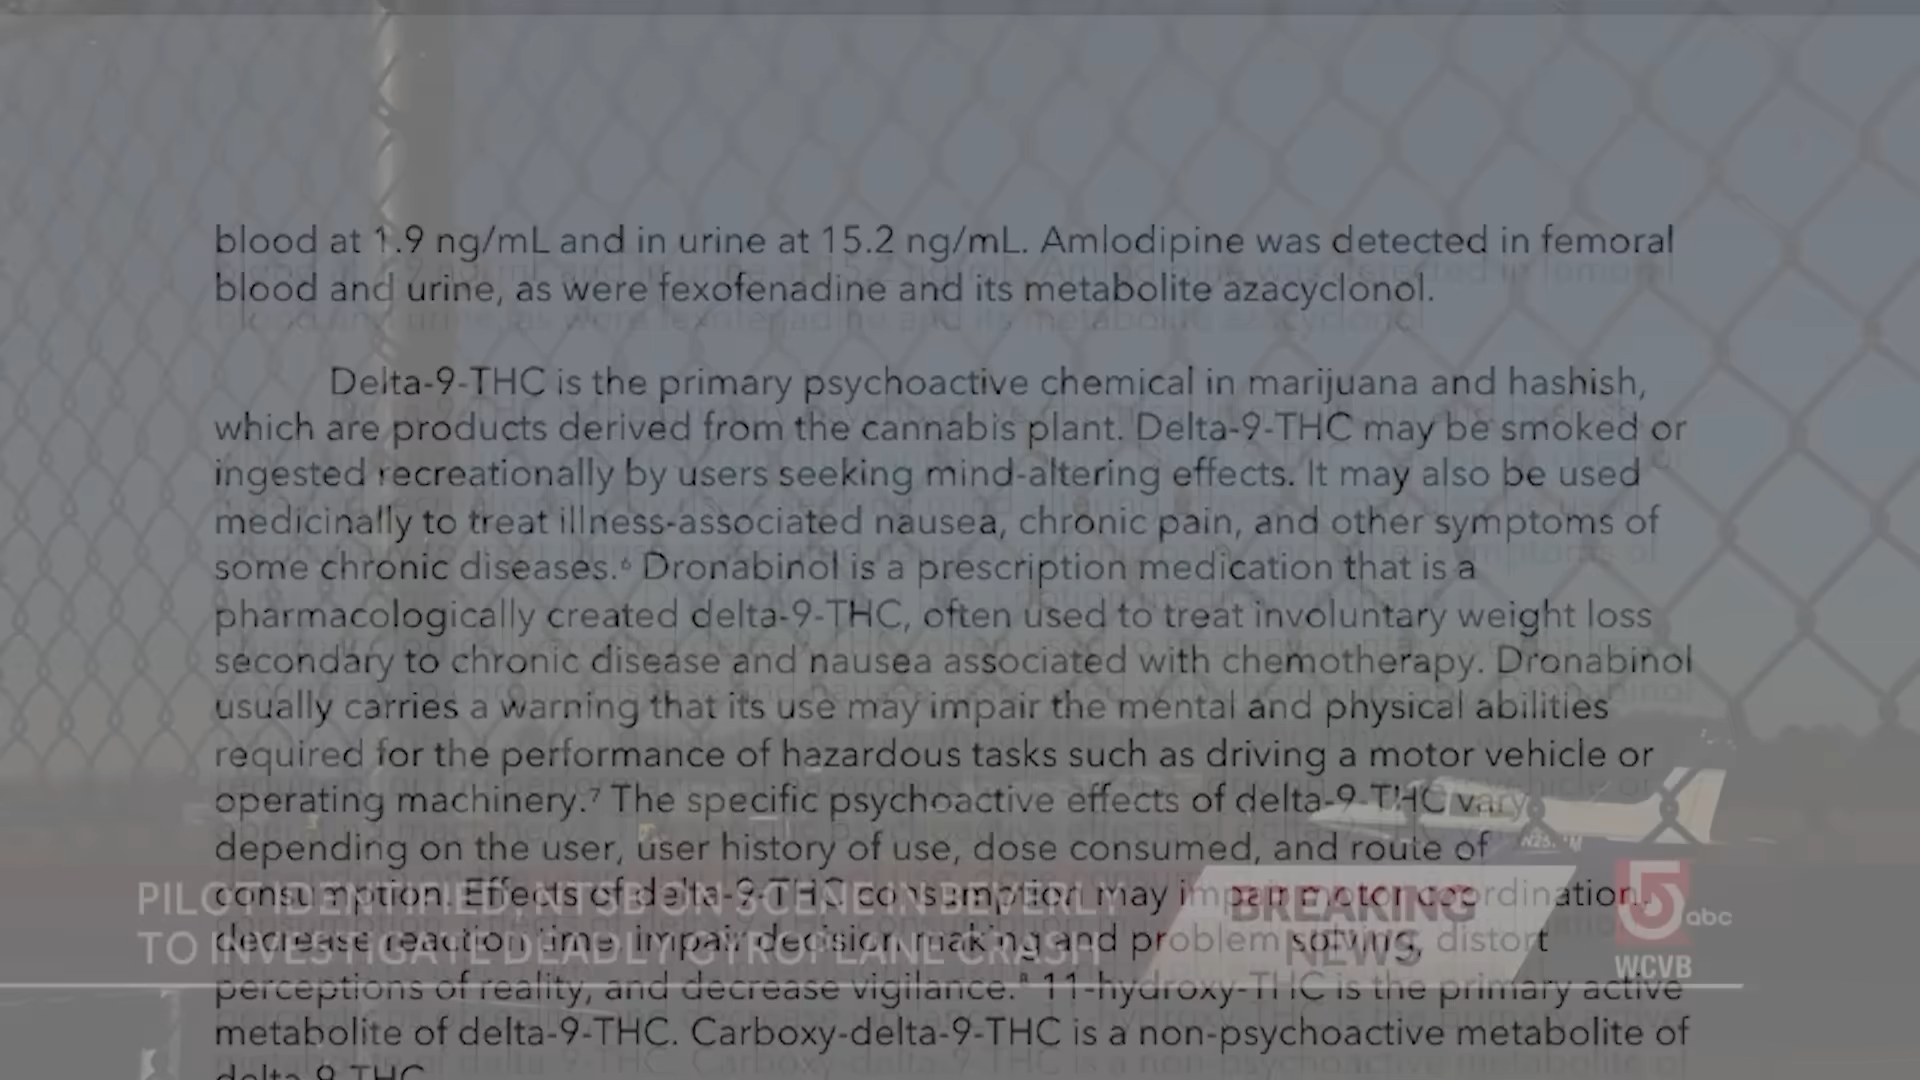 blood at 1.9 ng/mL and in urine at 15.2 ng/mL. Amlodipine was detected in femoral
blood and urine, as were fexofenadine and its metabolite azacyclonol.
Delta-9-THC is the primary psychoactive chemical in marijuana and hashish,
which are products derived from the cannabis plant. Delta-9-THC may be smoked or
ingested recreationally by users seeking mind-altering effects. It may also be used
medicinally to treat illness-associated nausea, chronic pain, and other symptoms of
some chronic diseases.⁶ Dronabinol is a prescription medication that is a
pharmacologically created delta-9-THC, often used to treat involuntary weight loss
secondary to chronic disease and nausea associated with chemotherapy. Dronabinol
usually carries a warning that its use may impair the mental and physical abilities
required for the performance of hazardous tasks such as driving a motor vehicle or
operating machinery.⁷ The specific psychoactive effects of delta-9-THC vary
depending on the user, user history of use, dose consumed, and route of
consumption. Effects of delta-9-THC consumption may impair motor coordination,
decrease reaction time, impair decision making and problem solving, distort
perceptions of reality, and decrease vigilance.⁸ 11-hydroxy-THC is the primary active
metabolite of delta-9-THC. Carboxy-delta-9-THC is a non-psychoactive metabolite of
delta-9-THC
PILOT IDENTIFIED, NTSB ON SCENE IN BEVERLY
TO INVESTIGATE DEADLY GYROPLANE CRASH
BREAKING
NEWS
5 abc
WCVB